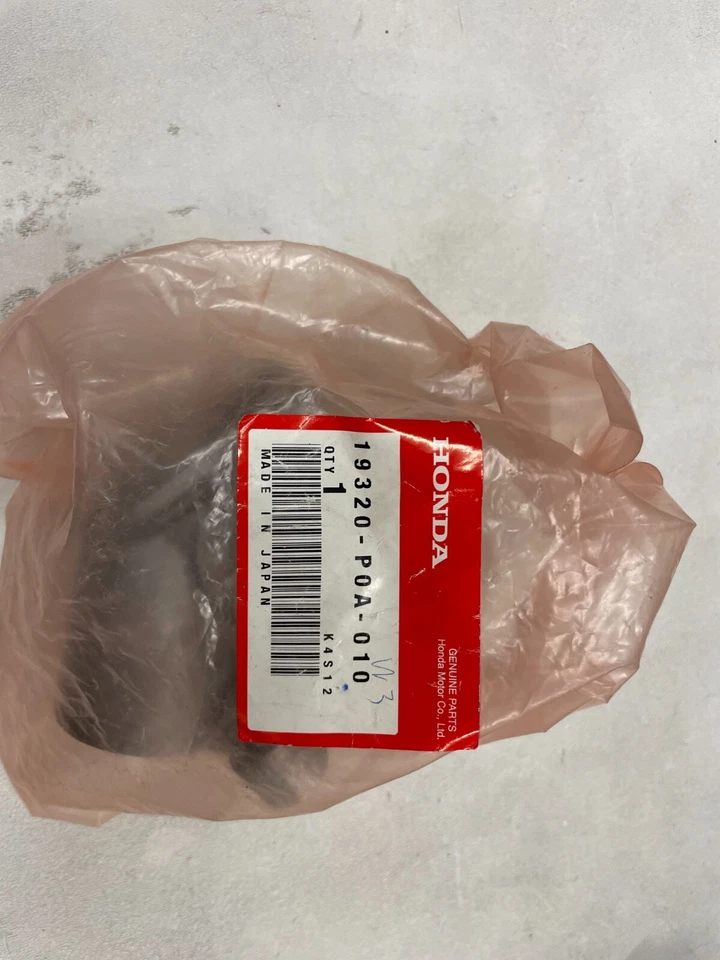 HONDA
GENUINE PARTS
Honda Motor Co., Ltd.
19320-P0A-010
QTY 1
K4S12
MADE IN JAPAN